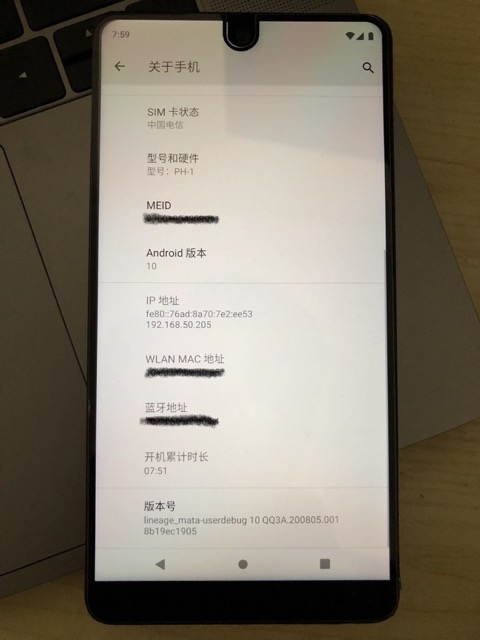 7:59
关于手机
SIM 卡状态
中国电信
型号和硬件
型号：PH-1
MEID
Android 版本
10
IP 地址
fe80::76ad:8a70:7e2:ee53
192.168.50.205
WLAN MAC 地址
蓝牙地址
开机累计时长
07:51
版本号
lineage_mata-userdebug 10 QQ3A.200805.001
8b19ec1905